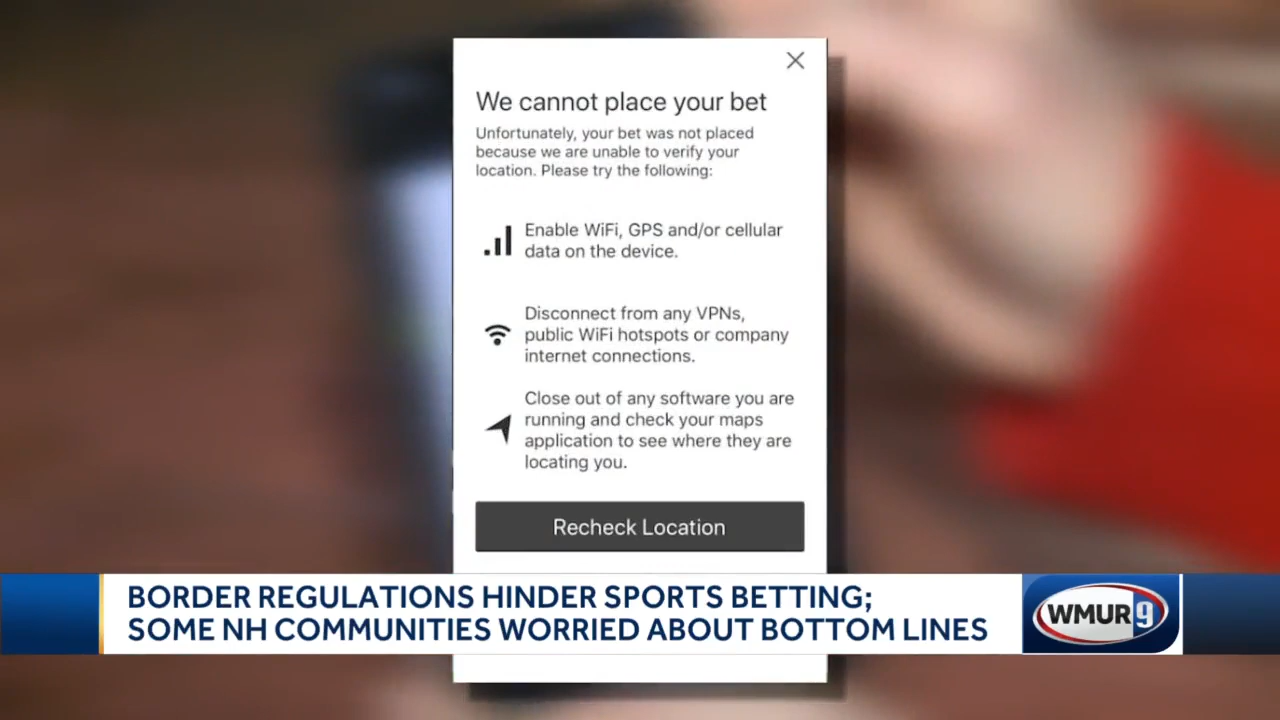 We cannot place your bet
Unfortunately, your bet was not placed
because we are unable to verify your
location. Please try the following:
Enable WiFi, GPS and/or cellular
data on the device.
Disconnect from any VPNs,
public WiFi hotspots or company
internet connections.
Close out of any software you are
running and check your maps
application to see where they are
locating you.
Recheck Location
BORDER REGULATIONS HINDER SPORTS BETTING;
SOME NH COMMUNITIES WORRIED ABOUT BOTTOM LINES
WMUR 9